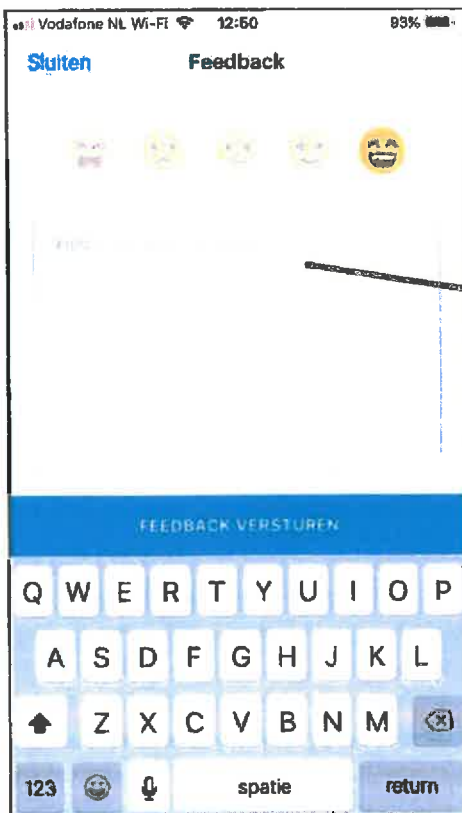 Vodafone NL Wi-Fi 12:50 93%
Sluiten Feedback
FEEDBACK VERSTUREN
Q W E R T Y U I O P
A S D F G H J K L
Z X C V B N M
123 spatie return